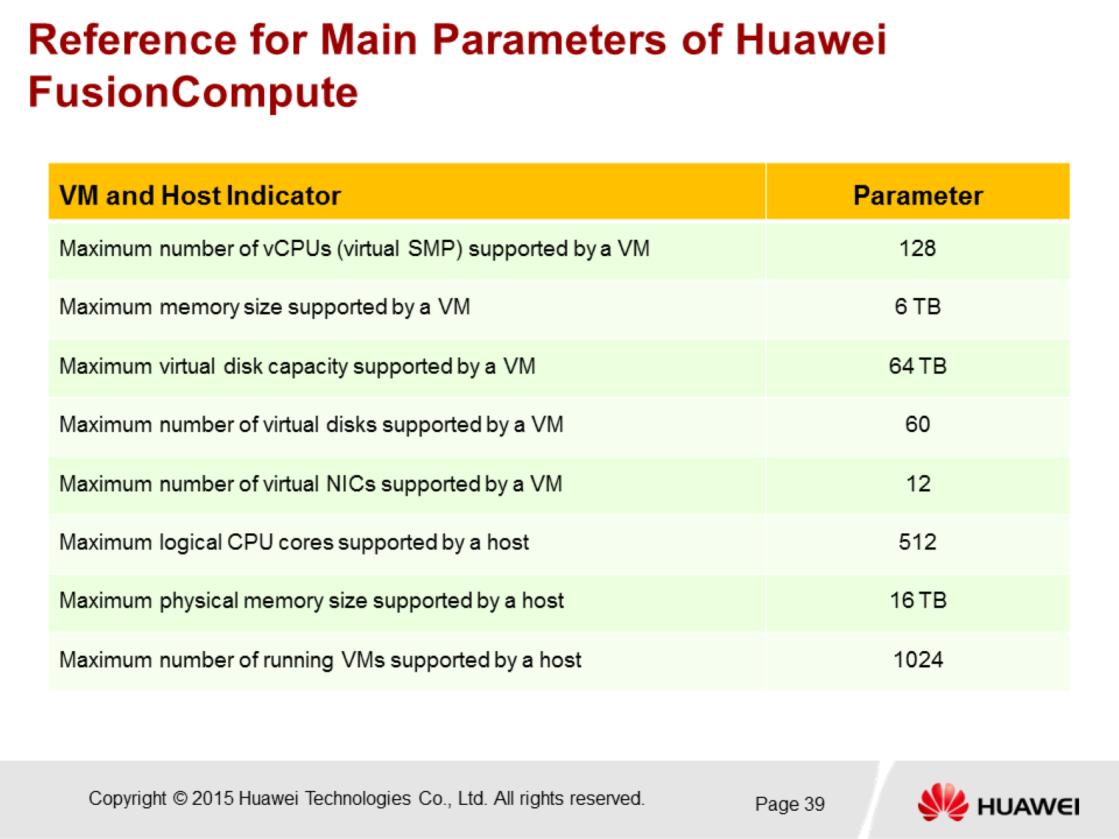 Reference for Main Parameters of Huawei
FusionCompute
VM and Host Indicator Parameter
Maximum number of vCPUs (virtual SMP) supported by a VM 128
Maximum memory size supported by a VM 6 TB
Maximum virtual disk capacity supported by a VM 64 TB
Maximum number of virtual disks supported by a VM 60
Maximum number of virtual NICs supported by a VM 12
Maximum logical CPU cores supported by a host 512
Maximum physical memory size supported by a host 16 TB
Maximum number of running VMs supported by a host 1024
Copyright © 2015 Huawei Technologies Co., Ltd. All rights reserved. Page 39 HUAWEI